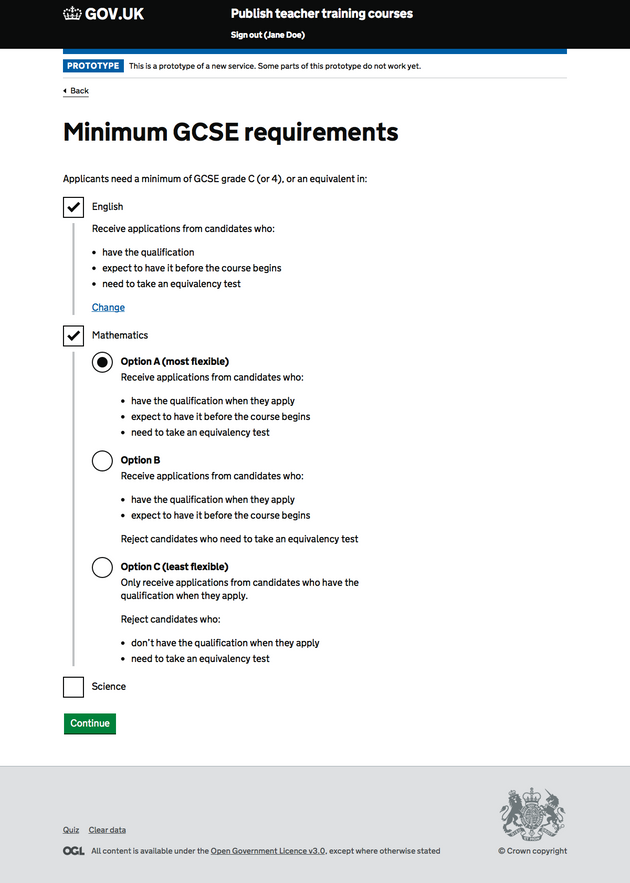 GOV.UK
Publish teacher training courses
Sign out (Jane Doe)
PROTOTYPE This is a prototype of a new service. Some parts of this prototype do not work yet.
Back
Minimum GCSE requirements
Applicants need a minimum of GCSE grade C (or 4), or an equivalent in:
English
Receive applications from candidates who:
• have the qualification
• expect to have it before the course begins
• need to take an equivalency test
Change
Mathematics
Option A (most flexible)
Receive applications from candidates who:
• have the qualification when they apply
• expect to have it before the course begins
• need to take an equivalency test
Option B
Receive applications from candidates who:
• have the qualification when they apply
• expect to have it before the course begins
Reject candidates who need to take an equivalency test
Option C (least flexible)
Only receive applications from candidates who have the
qualification when they apply.
Reject candidates who:
• don't have the qualification when they apply
• need to take an equivalency test
Science
Continue
Quiz Clear data
OGL All content is available under the Open Government Licence v3.0, except where otherwise stated
© Crown copyright